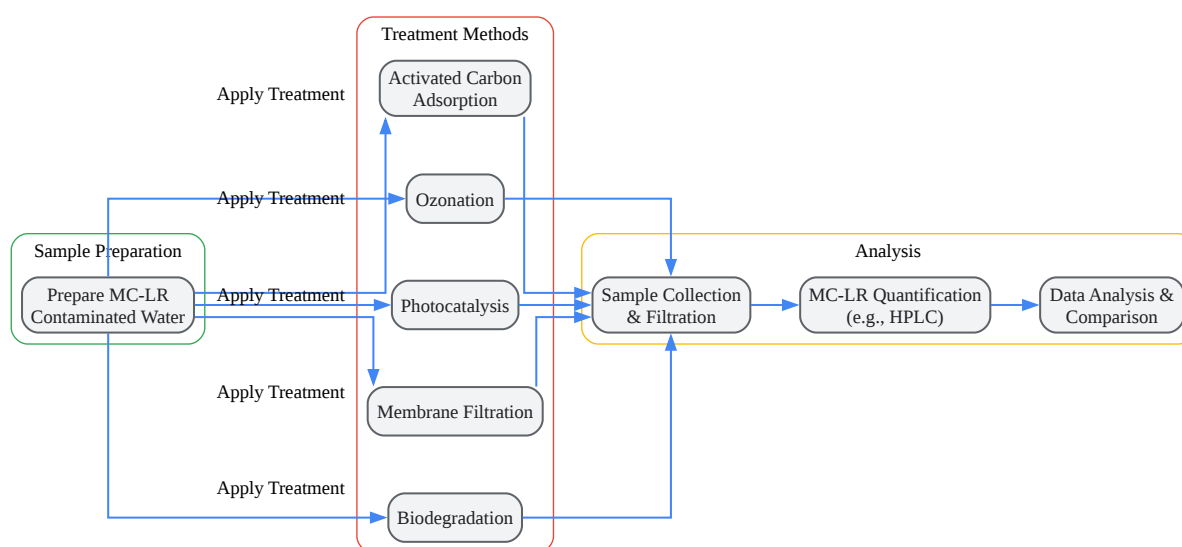 Treatment Methods
Activated Carbon
Adsorption
Apply Treatment
Apply Treatment
Ozonation
Sample Preparation
Prepare MC-LR
Contaminated Water
Apply Treatment
Photocatalysis
Analysis
Sample Collection
& Filtration
MC-LR Quantification
(e.g., HPLC)
Data Analysis &
Comparison
Apply Treatment
Membrane Filtration
Apply Treatment
Biodegradation